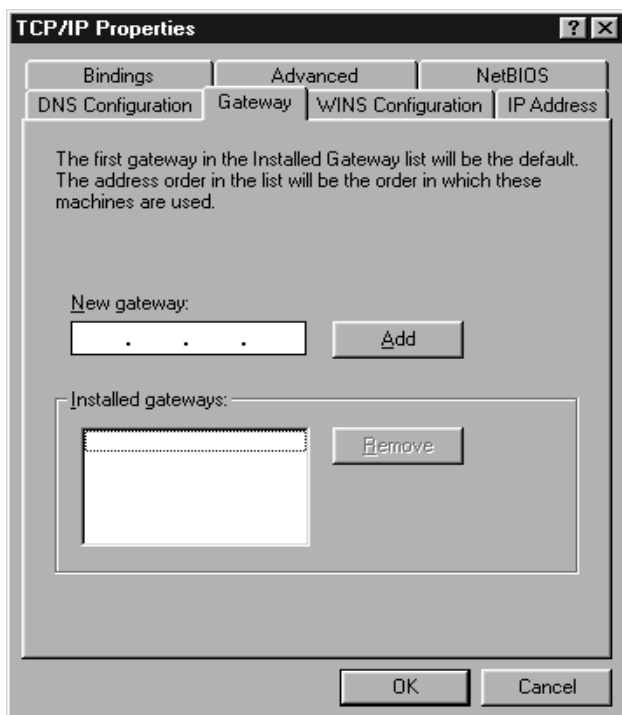 TCP/IP Properties
Bindings Advanced NetBIOS
DNS Configuration Gateway WINS Configuration IP Address
The first gateway in the Installed Gateway list will be the default.
The address order in the list will be the order in which these
machines are used.
New gateway:
. . . Add
Installed gateways:
Remove
OK Cancel